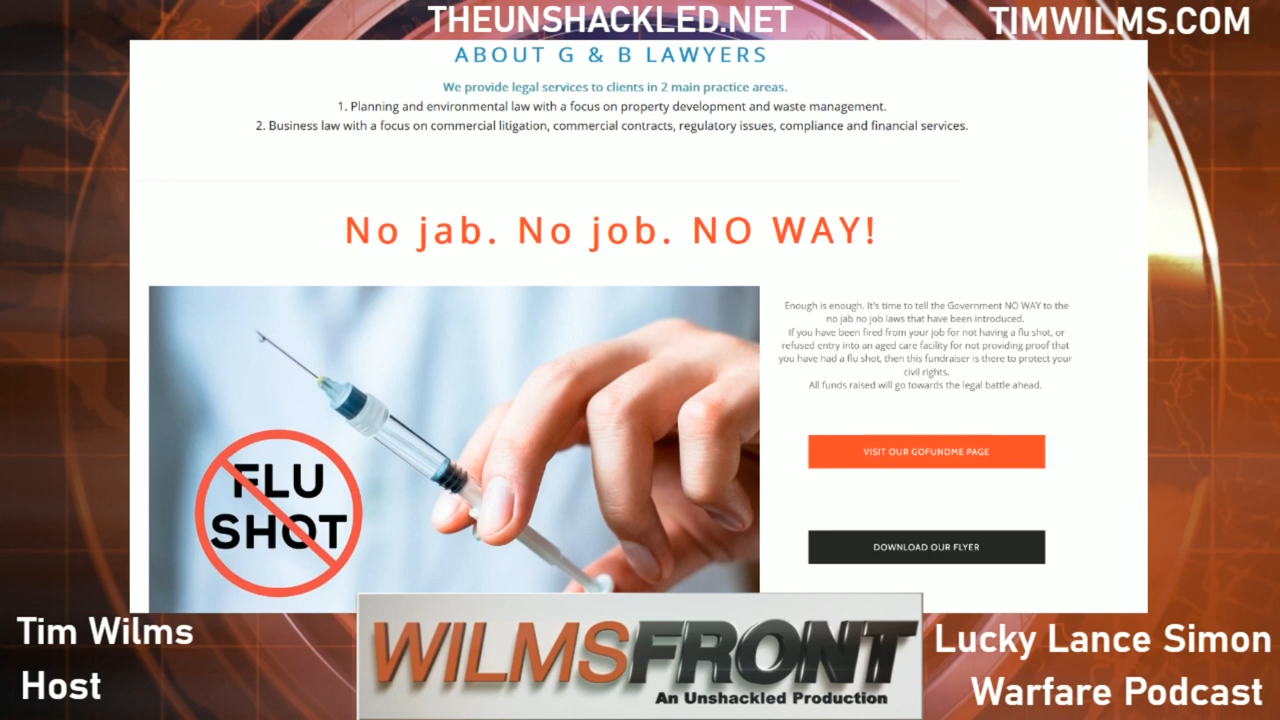 THEUNSHACKLED.NET
TIMWILMS.COM
ABOUT G & B LAWYERS
We provide legal services to clients in 2 main practice areas.
1. Planning and environmental law with a focus on property development and waste management.
2. Business law with a focus on commercial litigation, commercial contracts, regulatory issues, compliance and financial services.
No jab. No job. NO WAY!
Enough is enough. It's time to tell the Government NO WAY to the
no jab no job laws that have been introduced.
If you have been fired from your job for not having a flu shot, or
refused entry into an aged care facility for not providing proof that
you have had a flu shot, then this fundraiser is there to protect your
civil rights.
All funds raised will go towards the legal battle ahead.
VISIT OUR GOFUNDME PAGE
DOWNLOAD OUR FLYER
FLU
SHOT
Tim Wilms
Host
WILMSFRONT
An Unshackled Production
Lucky Lance Simon
Warfare Podcast